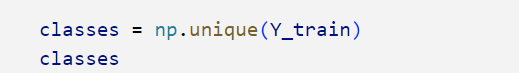 classes = np.unique(Y_train)
classes